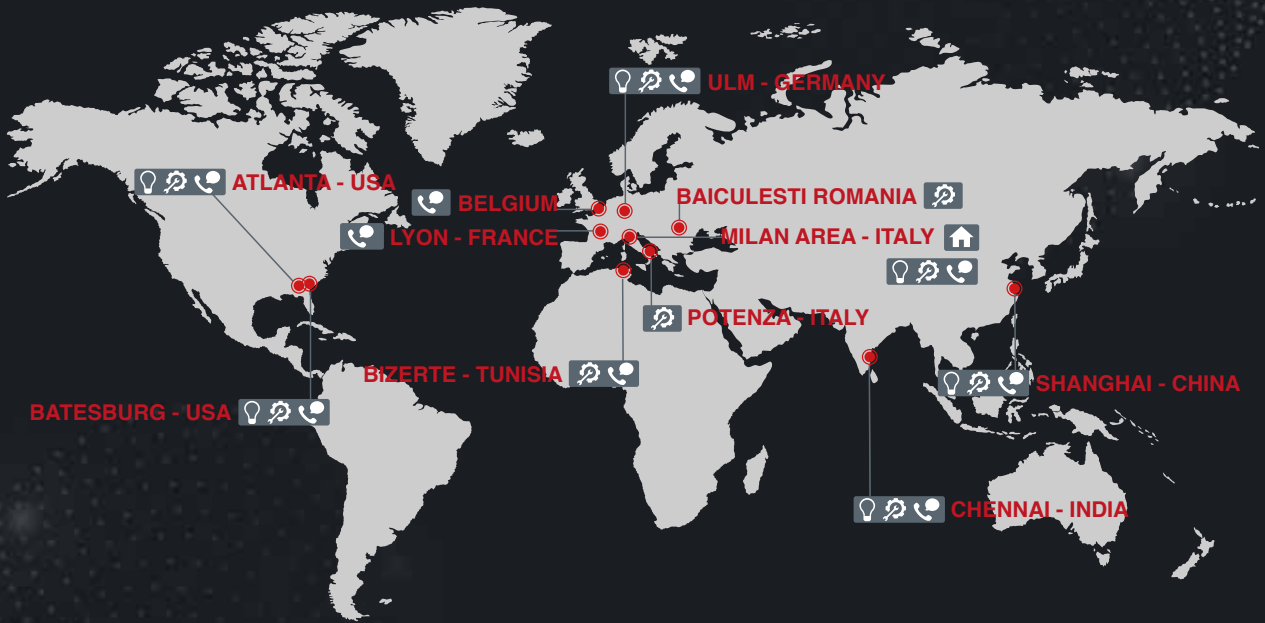 ULM - GERMANY
ATLANTA - USA
BELGIUM
BAICULESTI ROMANIA
LYON - FRANCE
MILAN AREA - ITALY
POTENZA - ITALY
BIZERTE - TUNISIA
SHANGHAI - CHINA
BATESBURG - USA
CHENNAI - INDIA